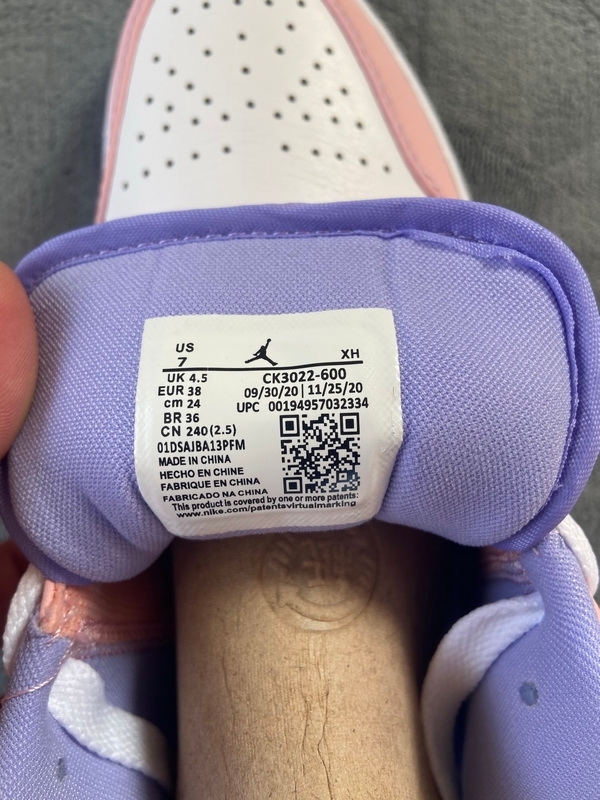 US
7
XH
UK 4.5
EUR 38
cm 24
BR 36
CN 240(2.5)
CK3022-600
09/30/20 | 11/25/20
UPC 00194957032334
01DSAJBA13PFM
MADE IN CHINA
HECHO EN CHINE
FABRIQUE EN CHINA
FABRICADO NA CHINA
This product is covered by one or more patents:
www.nike.com/patentsvirtualmarking